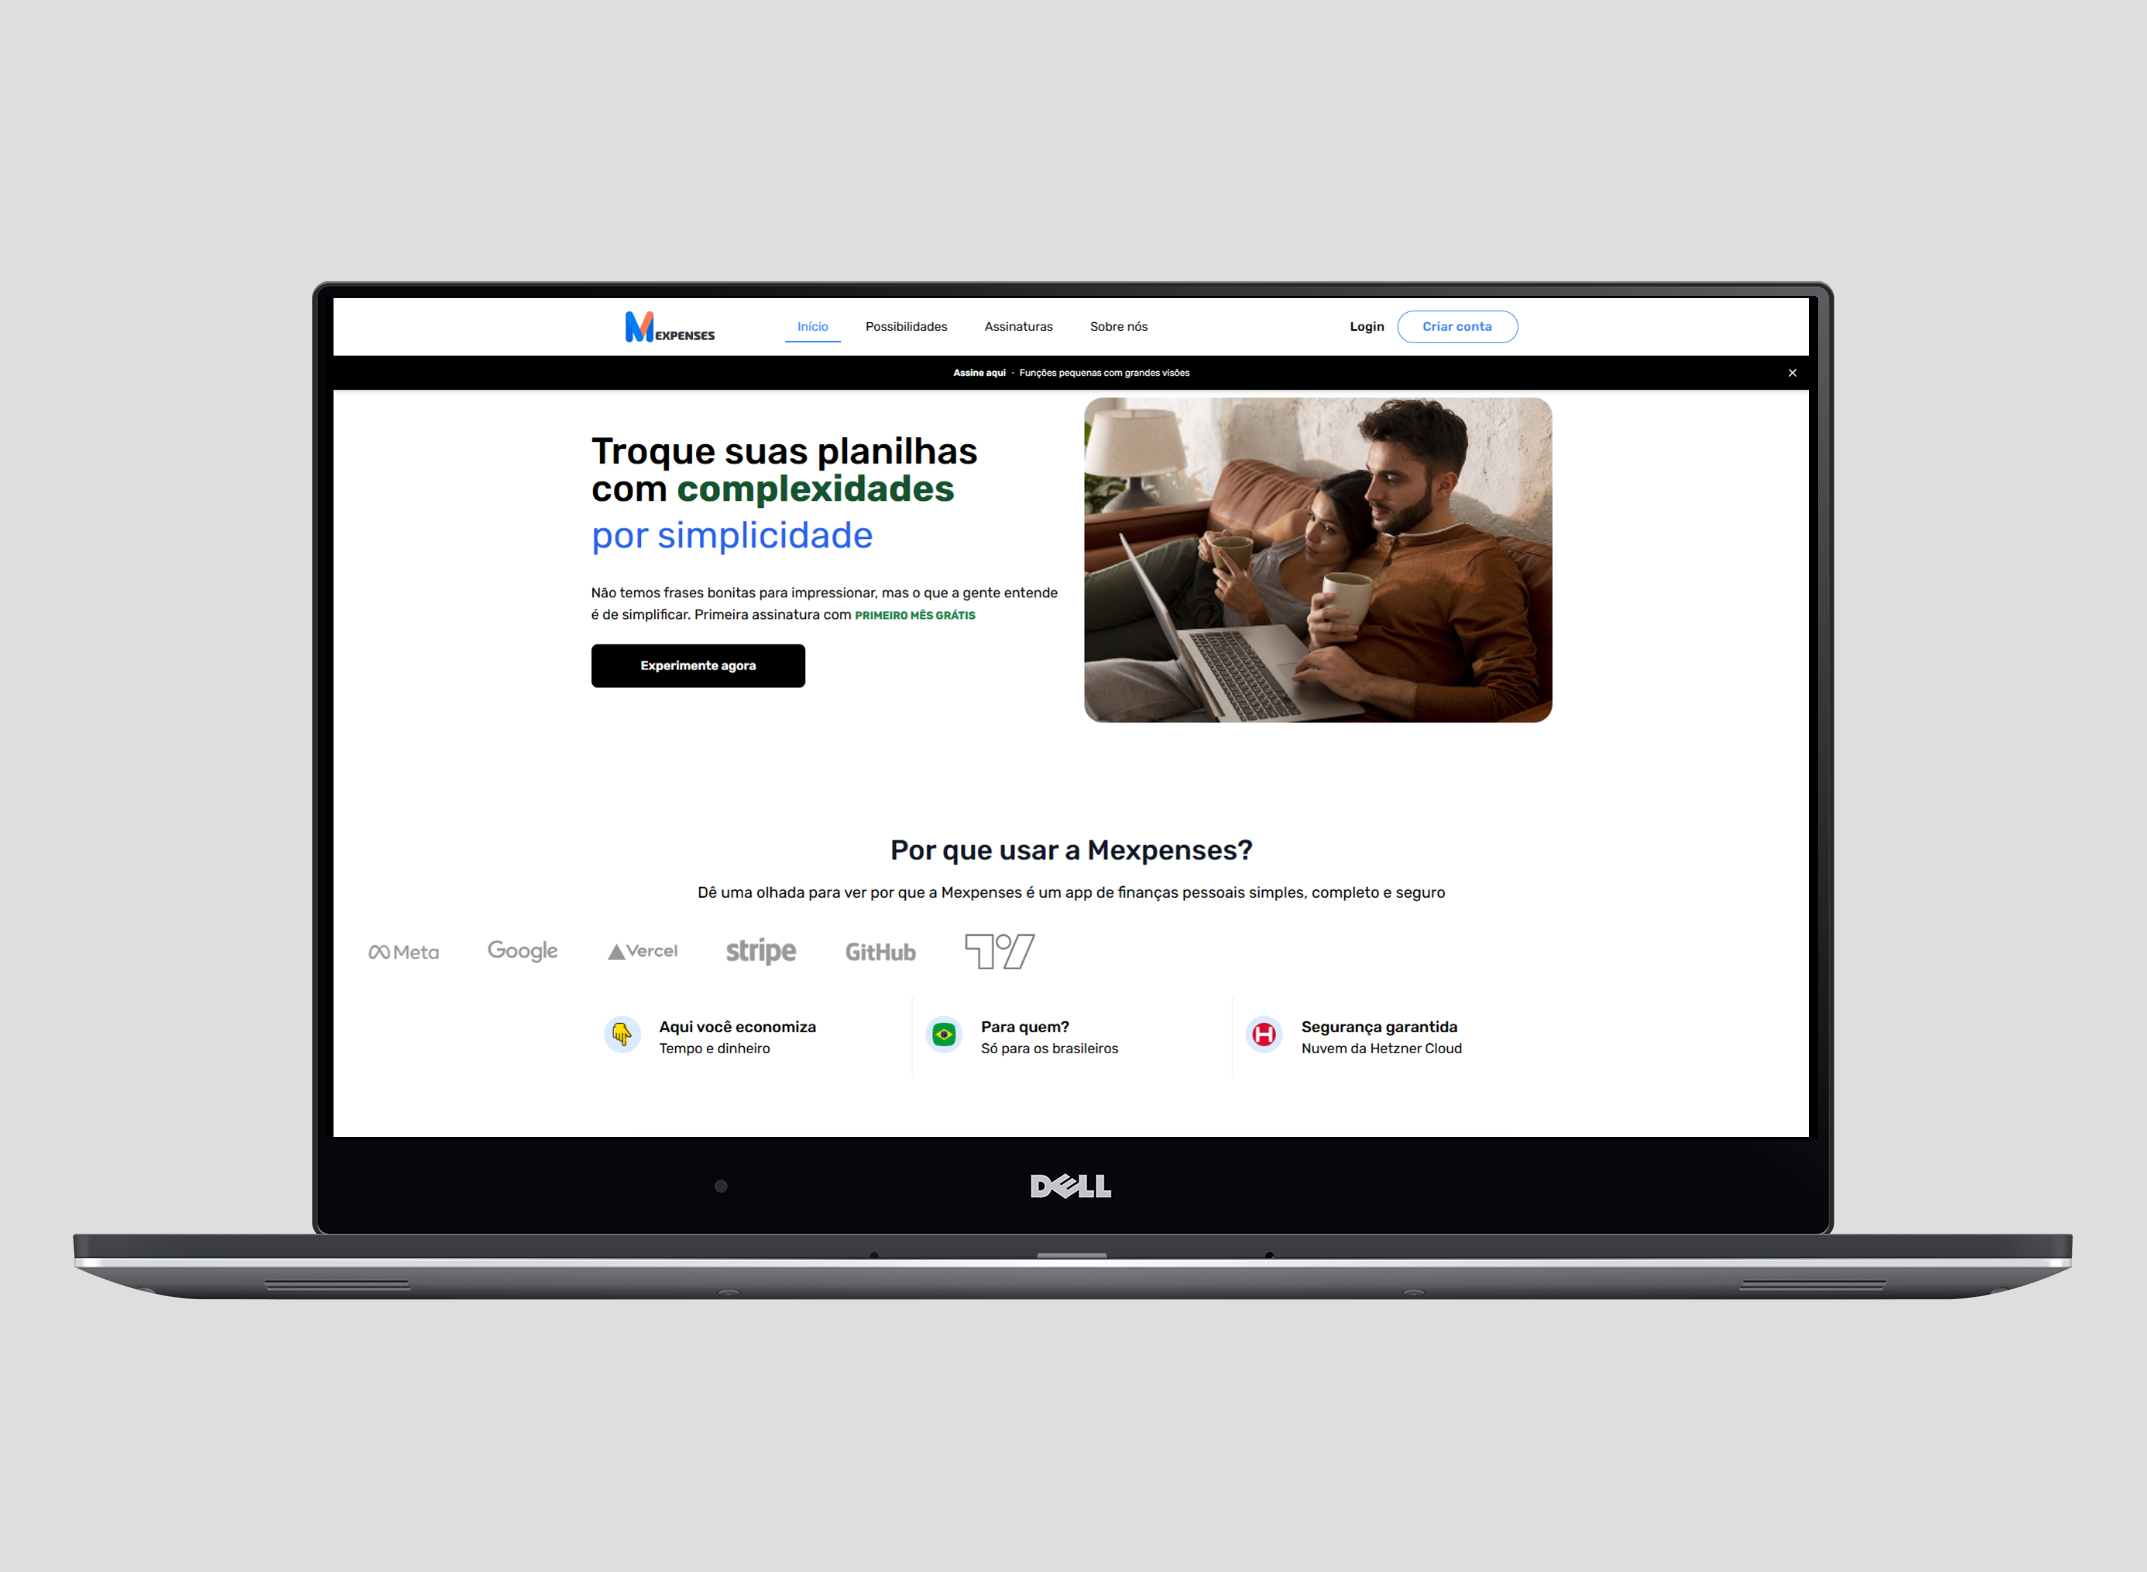 MEXPENSES
Início
Possibilidades
Assinaturas
Sobre nós
Login
Criar conta
Assine aqui · Funções pequenas com grandes visões
Troque suas planilhas
com complexidades
por simplicidade
Não temos frases bonitas para impressionar, mas o que a gente entende
é de simplificar. Primeira assinatura com PRIMEIRO MÊS GRÁTIS
Experimente agora
Por que usar a Mexpenses?
Dê uma olhada para ver por que a Mexpenses é um app de finanças pessoais simples, completo e seguro
Meta
Google
Vercel
stripe
GitHub
Aqui você economiza
Tempo e dinheiro
Para quem?
Só para os brasileiros
Segurança garantida
Nuvem da Hetzner Cloud
DELL